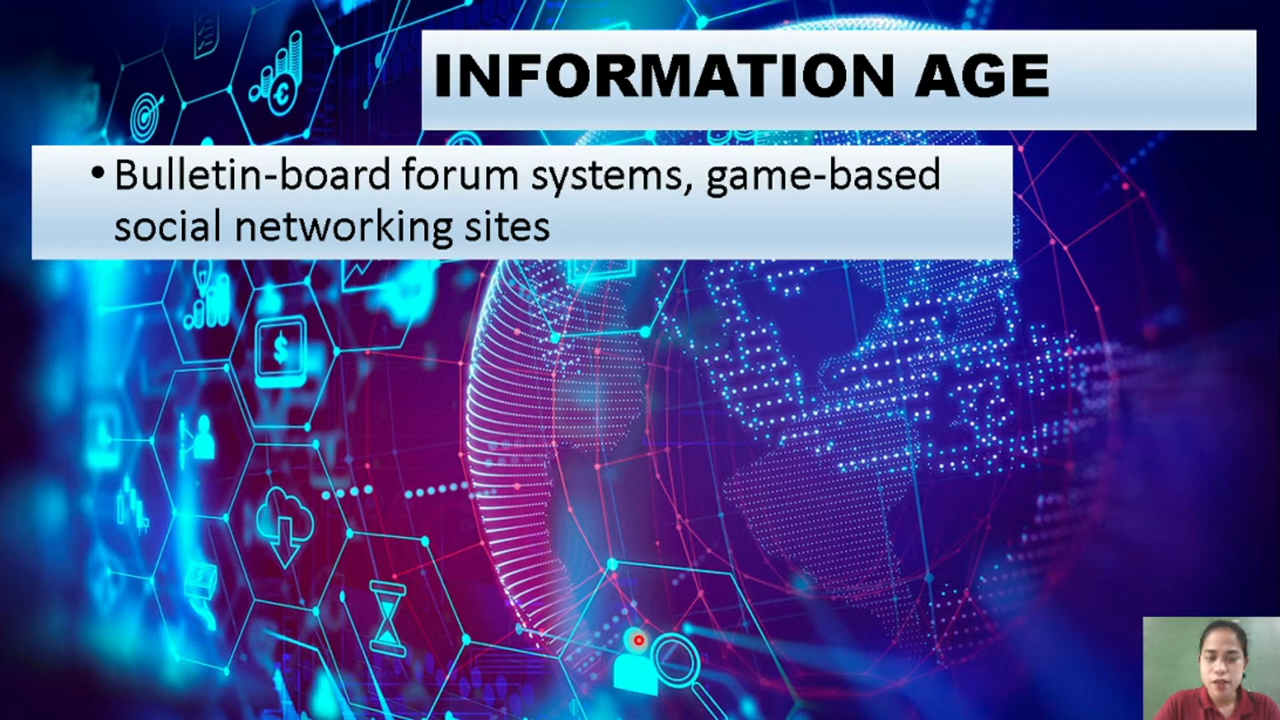 INFORMATION AGE
• Bulletin-board forum systems, game-based
social networking sites